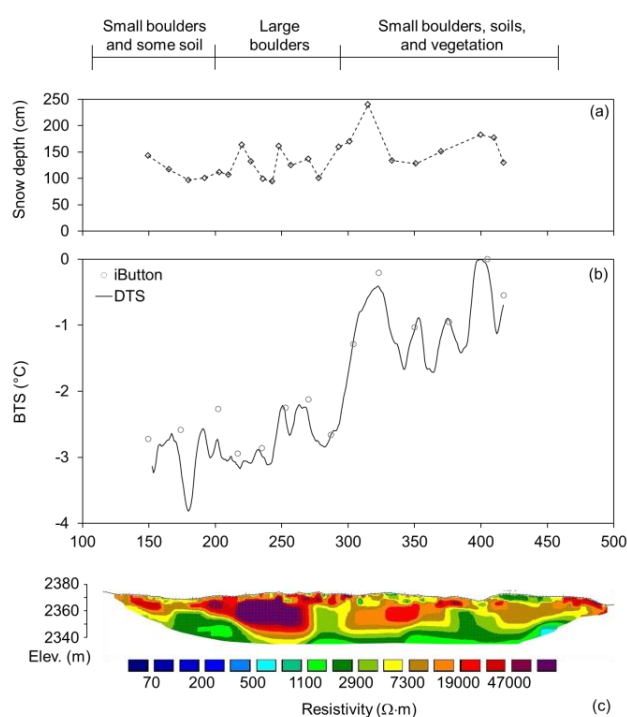 Small boulders
and some soil
Large
boulders
Small boulders, soils,
and vegetation
(a)
Snow depth (cm)
250
200
150
100
50
0
(b)
iButton
DTS
BTS (°C)
0
-1
-2
-3
-4
100 150 200 250 300 350 400 450 500
2380
2360
2340
Elev. (m)
70 200 500 1100 2900 7300 19000 47000
Resistivity (Ω·m)
(c)